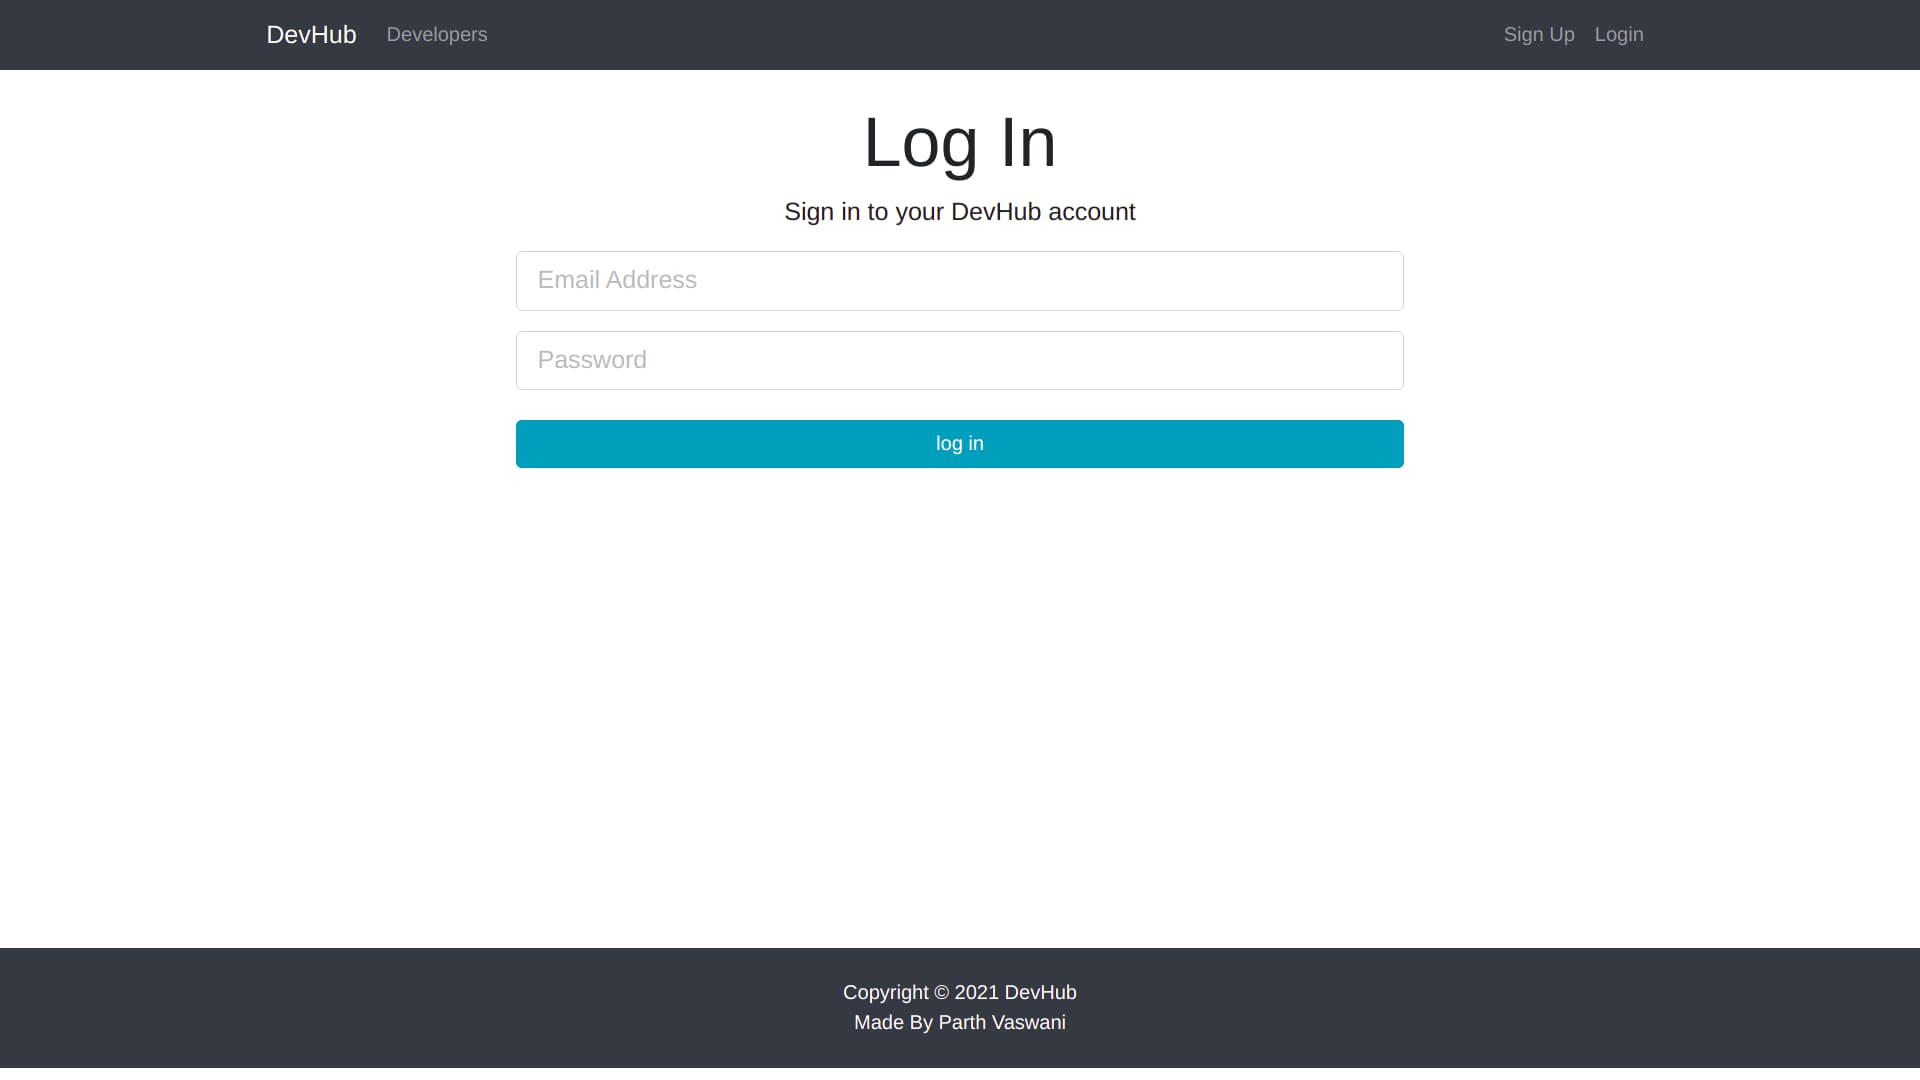 DevHub Developers Sign Up Login
Log In
Sign in to your DevHub account
Email Address
Password
log in
Copyright © 2021 DevHub
Made By Parth Vaswani